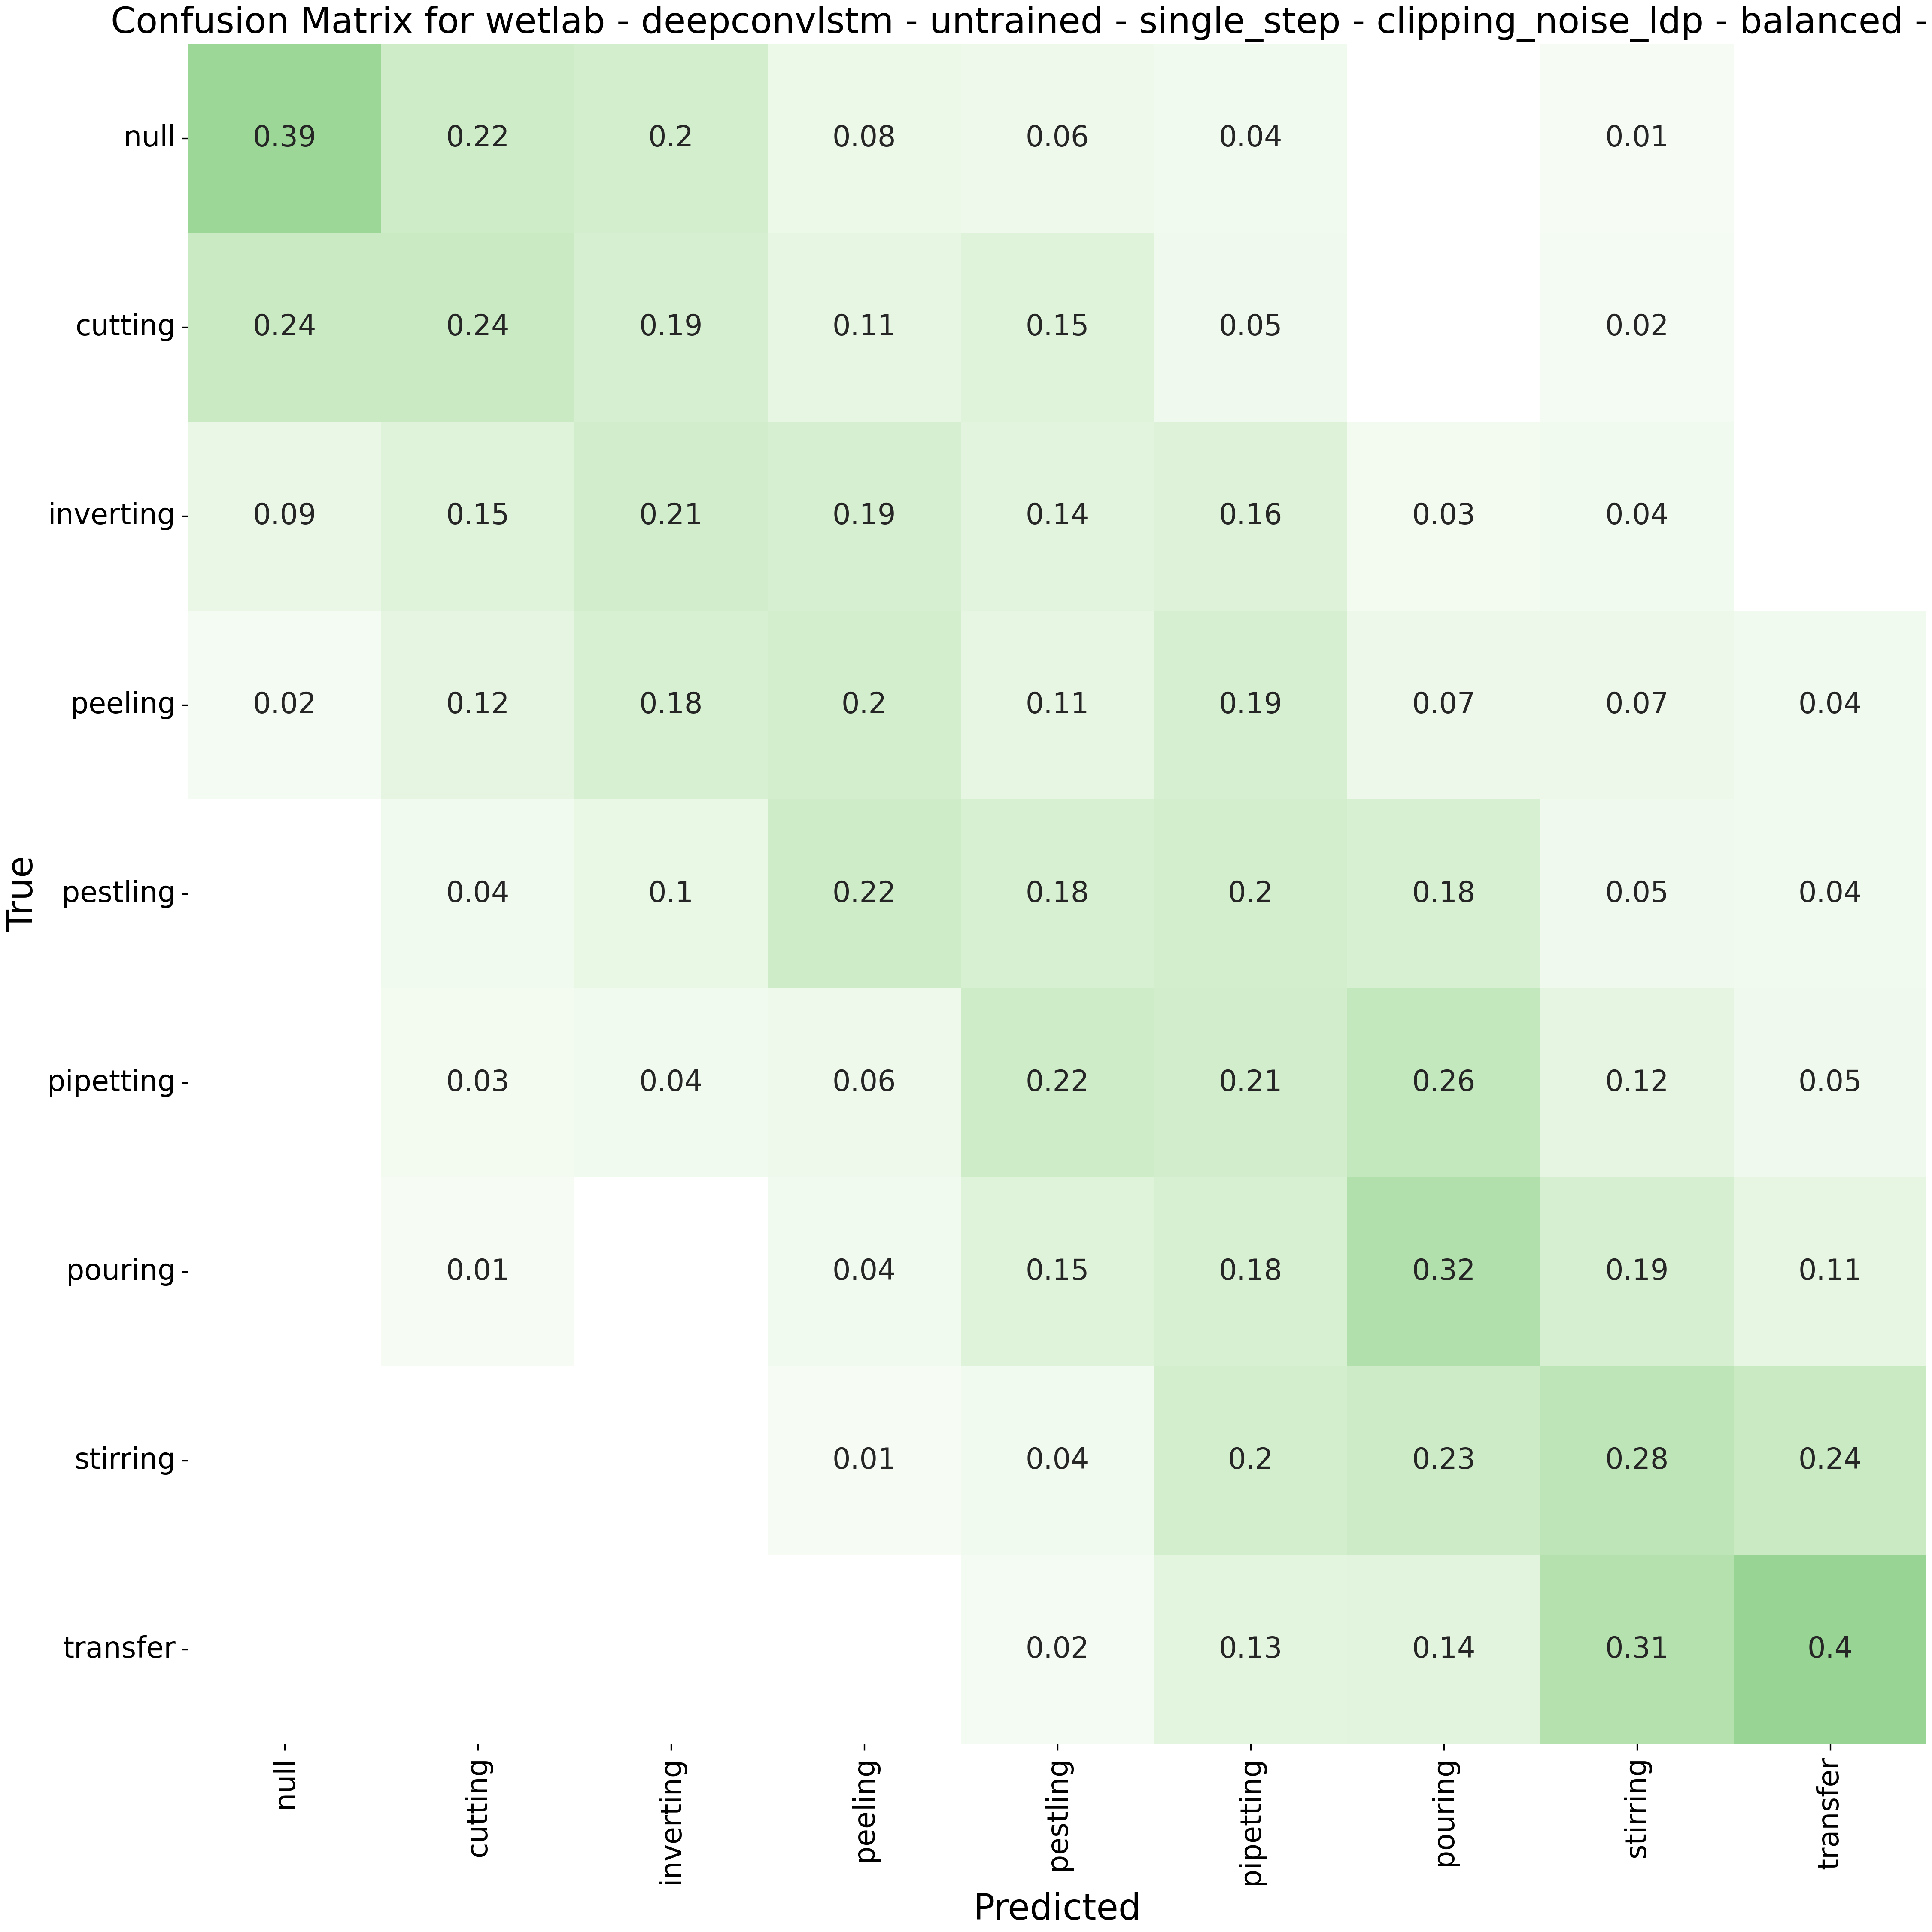 Confusion Matrix for wetlab - deepconvlstm - untrained - single_step - clipping_noise_ldp - balanced -
null 0.39 0.22 0.2 0.08 0.06 0.04 0.01
cutting 0.24 0.24 0.19 0.11 0.15 0.05 0.02
inverting 0.09 0.15 0.21 0.19 0.14 0.16 0.03 0.04
peeling 0.02 0.12 0.18 0.2 0.11 0.19 0.07 0.07 0.04
pestling 0.04 0.1 0.22 0.18 0.2 0.18 0.05 0.04
pipetting 0.03 0.04 0.06 0.22 0.21 0.26 0.12 0.05
pouring 0.01 0.04 0.15 0.18 0.32 0.19 0.11
stirring 0.01 0.04 0.2 0.23 0.28 0.24
transfer 0.02 0.13 0.14 0.31 0.4
True
null cutting inverting peeling pestling pipetting pouring stirring transfer
Predicted